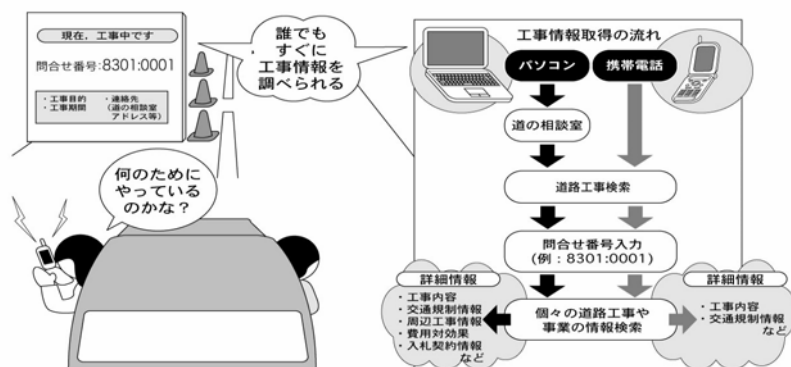 現在，工事中です
問合せ番号:8301:0001
・工事目的
・工事期間
・連絡先
(道の相談室
アドレス等)
誰でも
すぐに
工事情報を
調べられる
何のために
やっている
のかな？
工事情報取得の流れ
パソコン
携帯電話
道の相談室
道路工事検索
問合せ番号入力
(例：8301:0001)
個々の道路工事や
事業の情報検索
詳細情報
・工事内容
・交通規制情報
・周辺工事情報
・費用対効果
・入札契約情報
など
詳細情報
・工事内容
・交通規制情報
など